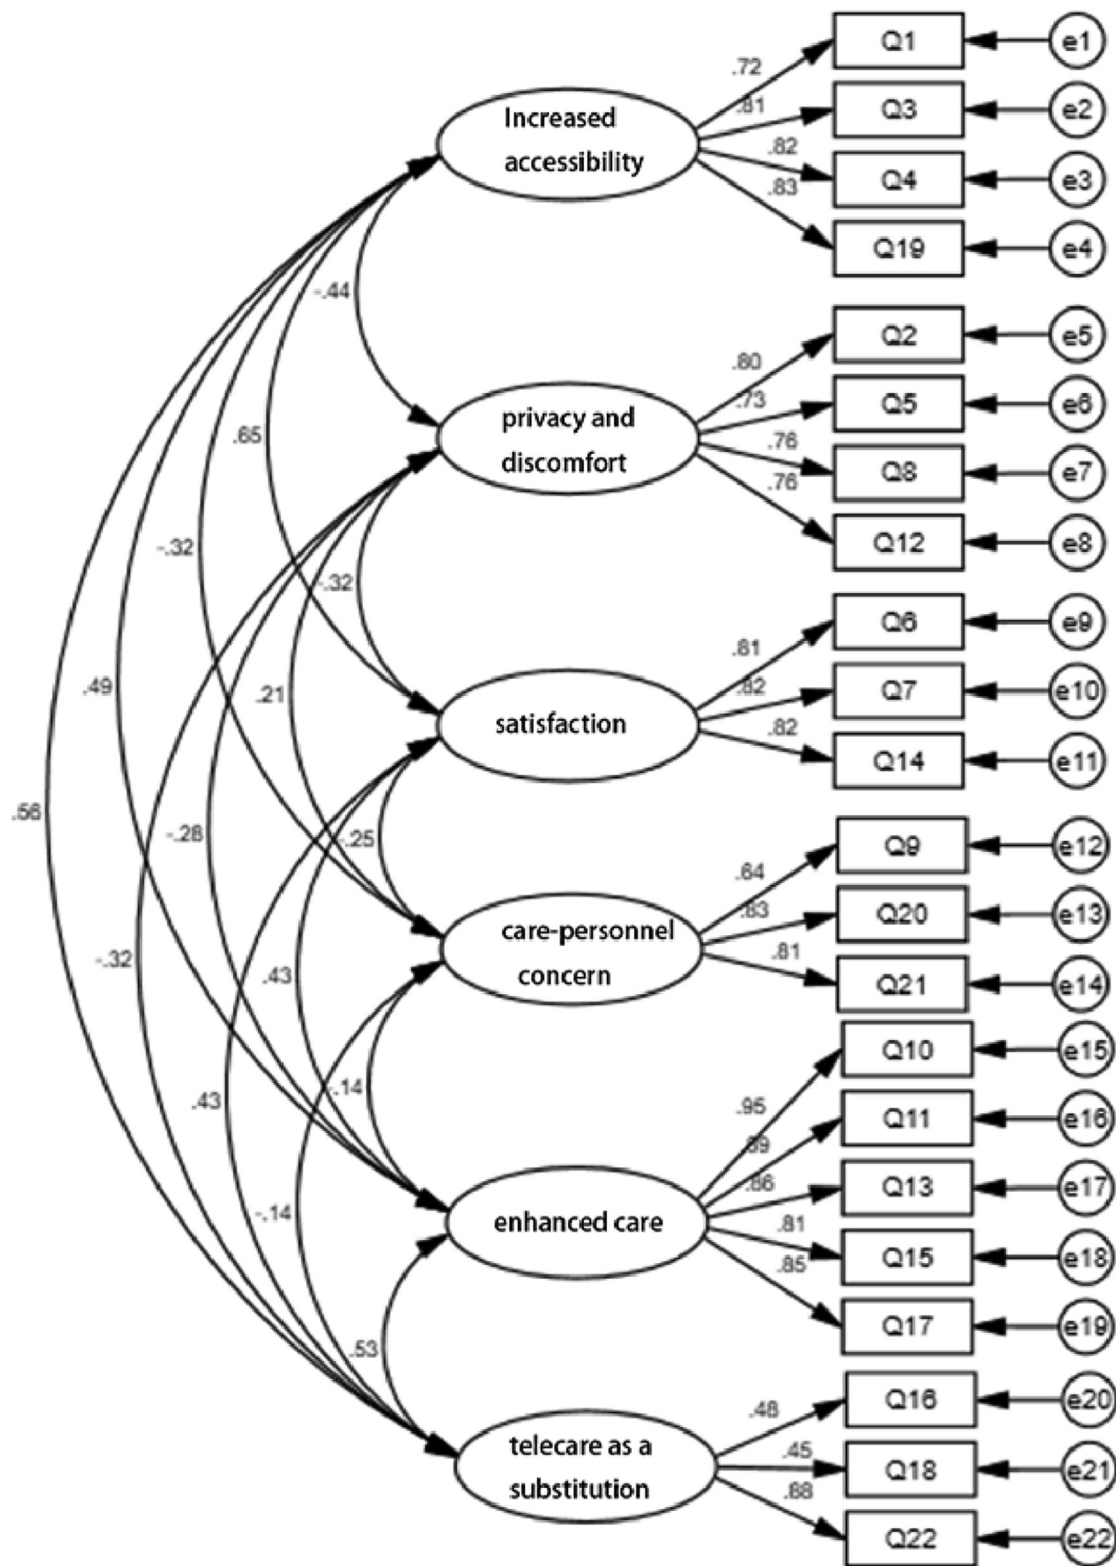 Q1
e1
.72
.81
Q3
e2
Increased
accessibility
.82
Q4
e3
.83
Q19
e4
-.44
Q2
e5
.80
.73
Q5
e6
privacy and
discomfort
.76
Q8
e7
.76
Q12
e8
.65
-.32
-.32
Q6
e9
.81
.82
Q7
e10
satisfaction
.82
Q14
e11
.49
.21
.56
-.28
-.25
Q9
e12
.64
.83
Q20
e13
care-personnel
concern
.81
Q21
e14
-.32
.43
Q10
e15
.43
-.14
.95
Q11
e16
.89
.86
Q13
e17
enhanced care
.81
Q15
e18
.85
Q17
e19
-.14
.53
Q16
e20
.48
.45
Q18
e21
telecare as a
substitution
.88
Q22
e22